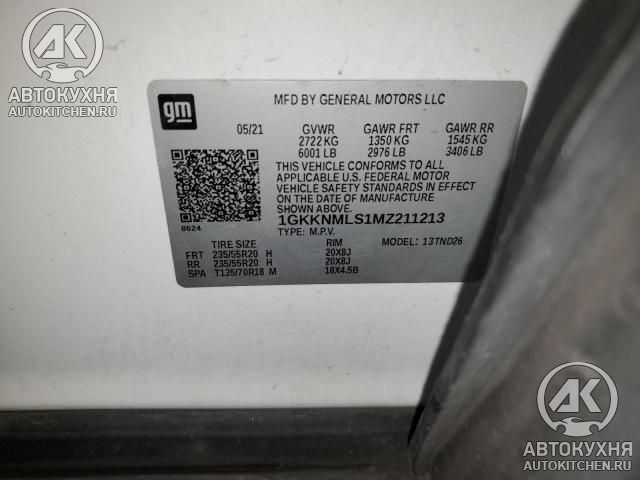 АВТОКУХНЯ
AUTOKITCHEN.RU
gm
MFD BY GENERAL MOTORS LLC
05/21 GVWR GAWR FRT GAWR RR
2722 KG 1350 KG 1545 KG
6001 LB 2976 LB 3406 LB
THIS VEHICLE CONFORMS TO ALL
APPLICABLE U.S. FEDERAL MOTOR
VEHICLE SAFETY STANDARDS IN EFFECT
ON THE DATE OF MANUFACTURE
SHOWN ABOVE.
8624 1GKKNMLS1MZ211213
TYPE: M.P.V. MODEL: 13TND26
TIRE SIZE RIM
FRT 235/55R20 H 20X8J
RR 235/55R20 H 20X8J
SPA T135/70R18 M 18X4.5B
АВТОКУХНЯ
AUTOKITCHEN.RU